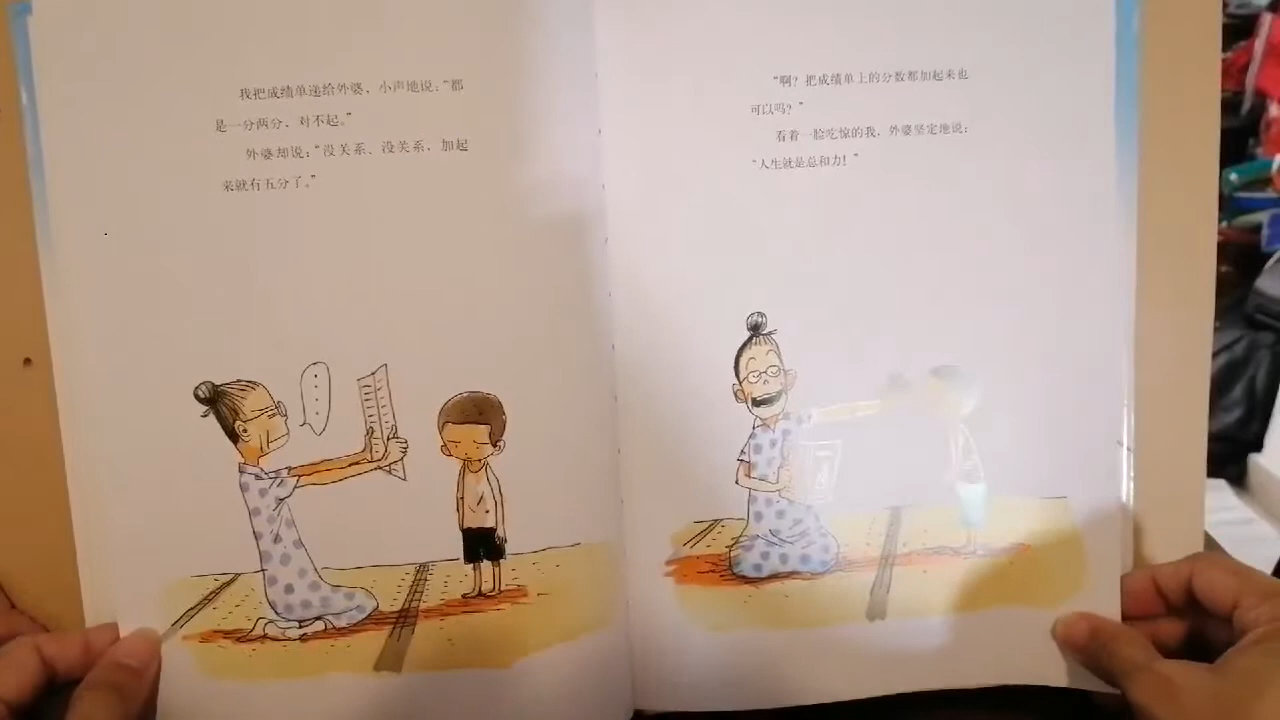 我把成绩单递给外婆，小声地说：“都
是一分两分，对不起。”
外婆却说：“没关系、没关系，加起
来就有五分了。”
“啊？把成绩单上的分数都加起来也
可以吗？”
看着一脸吃惊的我，外婆坚定地说：
“人生就是总和力！”